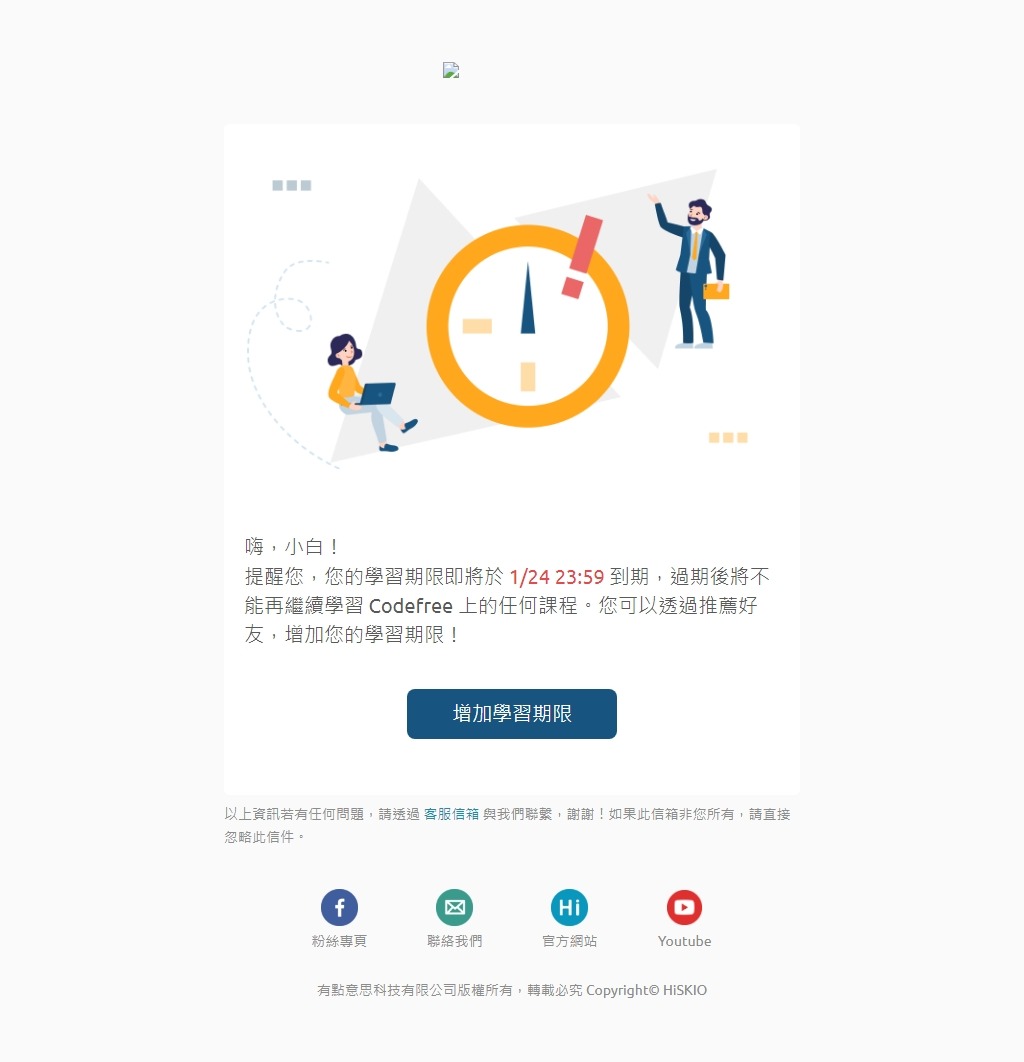 嗨，小白！
提醒您，您的學習期限即將於 1/24 23:59 到期，過期後將不
能再繼續學習 Codefree 上的任何課程。您可以透過推薦好
友，增加您的學習期限！
增加學習期限
以上資訊若有任何問題，請透過 客服信箱 與我們聯繫，謝謝！如果此信箱非您所有，請直接
忽略此信件。
Hi
粉絲專頁 聯絡我們 官方網站 Youtube
有點意思科技有限公司版權所有，轉載必究 Copyright© HiSKIO